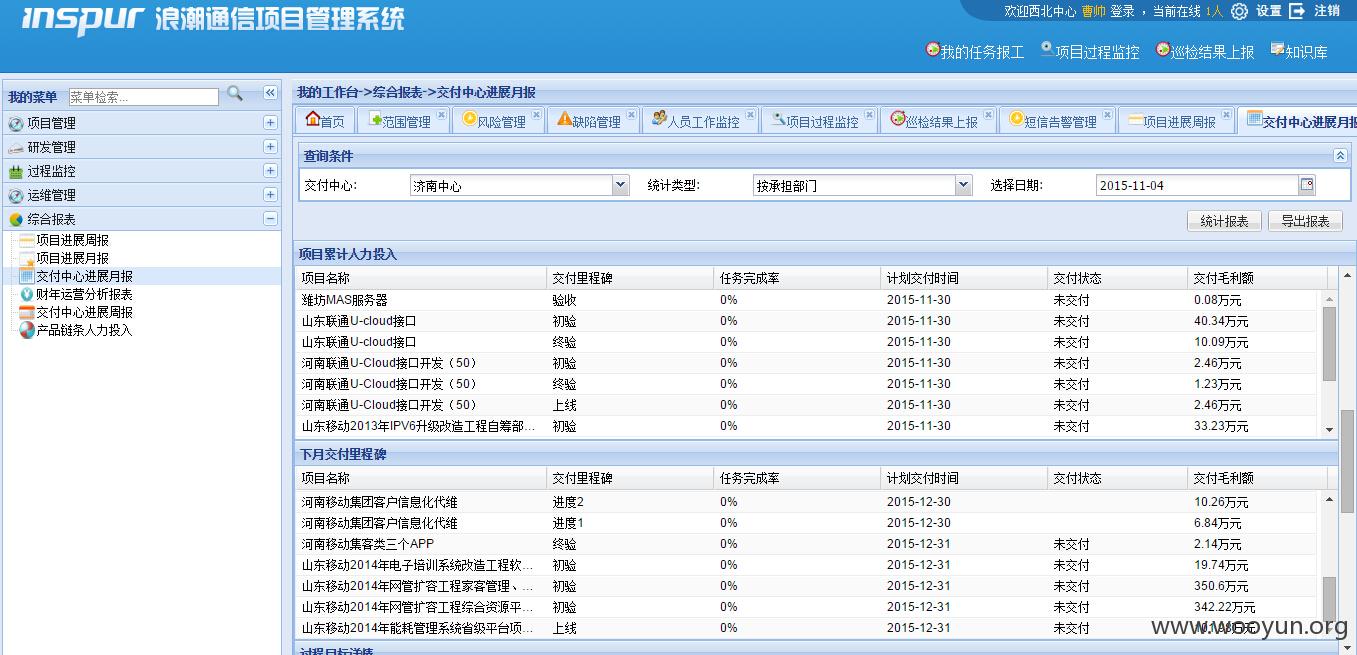 inspur 浪潮通信项目管理系统
欢迎西北中心 曹帅 登录 ，当前在线 1人 设置 注销
我的任务报工 项目过程监控 巡检结果上报 知识库
我的菜单 菜单检索...
项目管理
研发管理
过程监控
运维管理
综合报表
项目进展周报
项目进展月报
交付中心进展月报
财年运营分析报表
交付中心进展周报
产品链条人力投入
我的工作台->综合报表->交付中心进展月报
首页 范围管理 风险管理 缺陷管理 人员工作监控 项目过程监控 巡检结果上报 短信告警管理 项目进展周报 交付中心进展月报
查询条件
交付中心: 济南中心 统计类型: 按承担部门 选择日期: 2015-11-04
统计报表 导出报表
项目累计人力投入
项目名称 交付里程碑 任务完成率 计划交付时间 交付状态 交付毛利额
潍坊MAS服务器 验收 0% 2015-11-30 未交付 0.08万元
山东联通U-cloud接口 初验 0% 2015-11-30 未交付 40.34万元
山东联通U-cloud接口 终验 0% 2015-11-30 未交付 10.09万元
河南联通U-Cloud接口开发（50） 初验 0% 2015-11-30 未交付 2.46万元
河南联通U-Cloud接口开发（50） 终验 0% 2015-11-30 未交付 1.23万元
河南联通U-Cloud接口开发（50） 上线 0% 2015-11-30 未交付 2.46万元
山东移动2013年IPV6升级改造工程自筹部... 初验 0% 2015-11-30 未交付 33.23万元
下月交付里程碑
项目名称 交付里程碑 任务完成率 计划交付时间 交付状态 交付毛利额
河南移动集团客户信息化代维 进度2 0% 2015-12-30 10.26万元
河南移动集团客户信息化代维 进度1 0% 2015-12-30 6.84万元
河南移动集客类三个APP 终验 0% 2015-12-31 未交付 2.14万元
山东移动2014年电子培训系统改造工程软... 初验 0% 2015-12-31 未交付 19.74万元
山东移动2014年网管扩容工程家客管理、... 初验 0% 2015-12-31 未交付 350.6万元
山东移动2014年网管扩容工程综合资源平... 初验 0% 2015-12-31 未交付 342.22万元
山东移动2014年能耗管理系统省级平台项... 上线 0% 2015-12-31 未交付
www.wooyun.org
过程目标详情